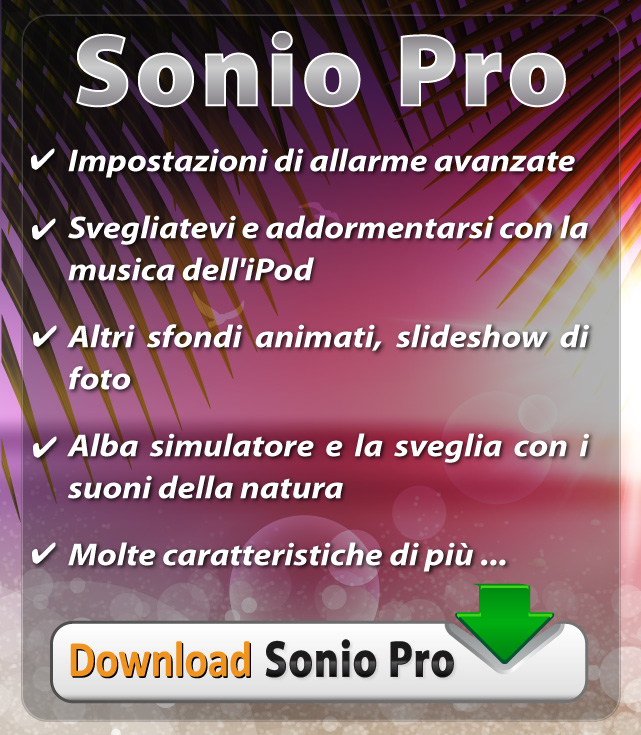 Sonio Pro
✔ Impostazioni di allarme avanzate
✔ Svegliatevi e addormentarsi con la
musica dell'iPod
✔ Altri sfondi animati, slideshow di
foto
✔ Alba simulatore e la sveglia con i
suoni della natura
✔ Molte caratteristiche di più ...
Download Sonio Pro